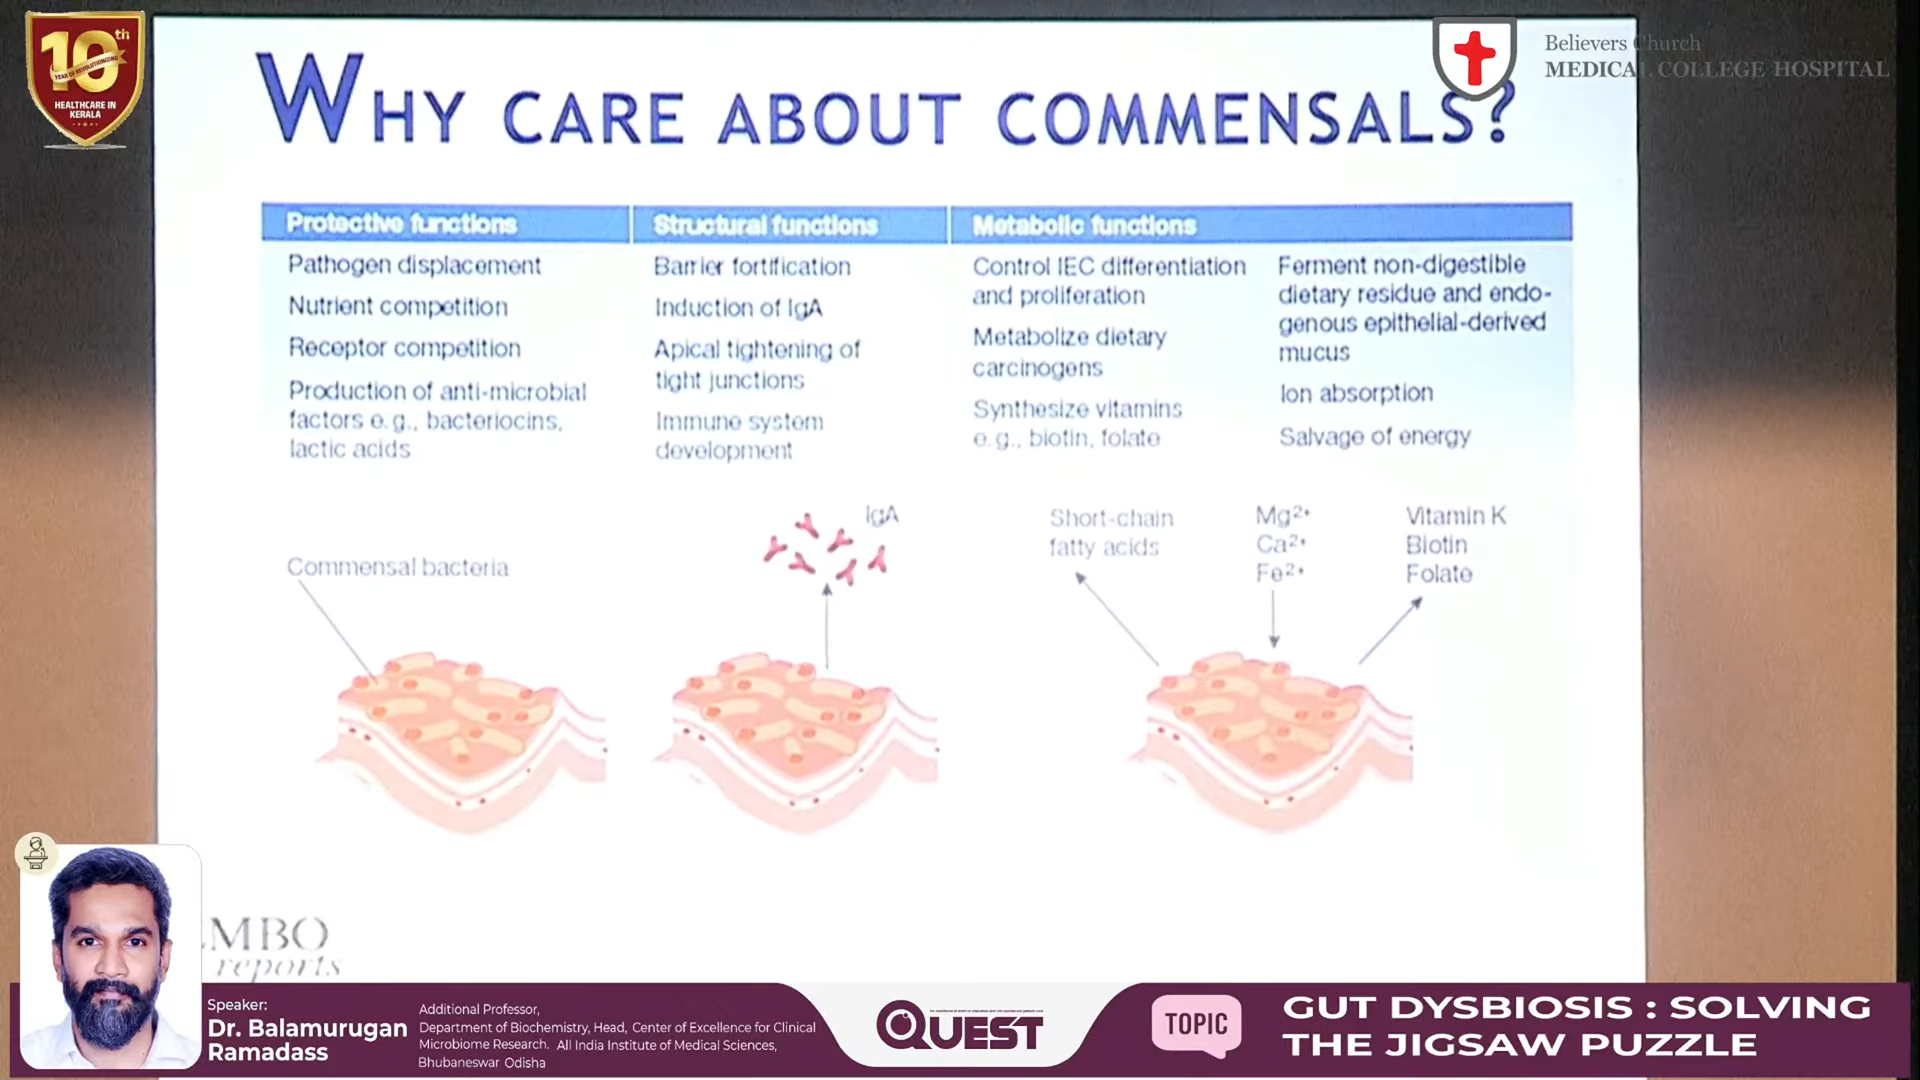 10th
YEAR OF REVOLUTIONIZING
HEALTHCARE IN
KERALA
Believers Church
MEDICAL COLLEGE HOSPITAL
WHY CARE ABOUT COMMENSALS?
Protective functions
Pathogen displacement
Nutrient competition
Receptor competition
Production of anti-microbial
factors e.g., bacteriocins,
lactic acids
Structural functions
Barrier fortification
Induction of IgA
Apical tightening of
tight junctions
Immune system
development
Metabolic functions
Control IEC differentiation
and proliferation
Metabolize dietary
carcinogens
Synthesize vitamins
e.g., biotin, folate
Ferment non-digestible
dietary residue and endo-
genous epithelial-derived
mucus
Ion absorption
Salvage of energy
Commensal bacteria
IgA
Short-chain
fatty acids
Mg2+
Ca2+
Fe2+
Vitamin K
Biotin
Folate
MBO
reports
Speaker:
Dr. Balamurugan
Ramadass
Additional Professor,
Department of Biochemistry, Head, Center of Excellence for Clinical
Microbiome Research. All India Institute of Medical Sciences,
Bhubaneswar Odisha
QUEST
TOPIC
GUT DYSBIOSIS : SOLVING
THE JIGSAW PUZZLE